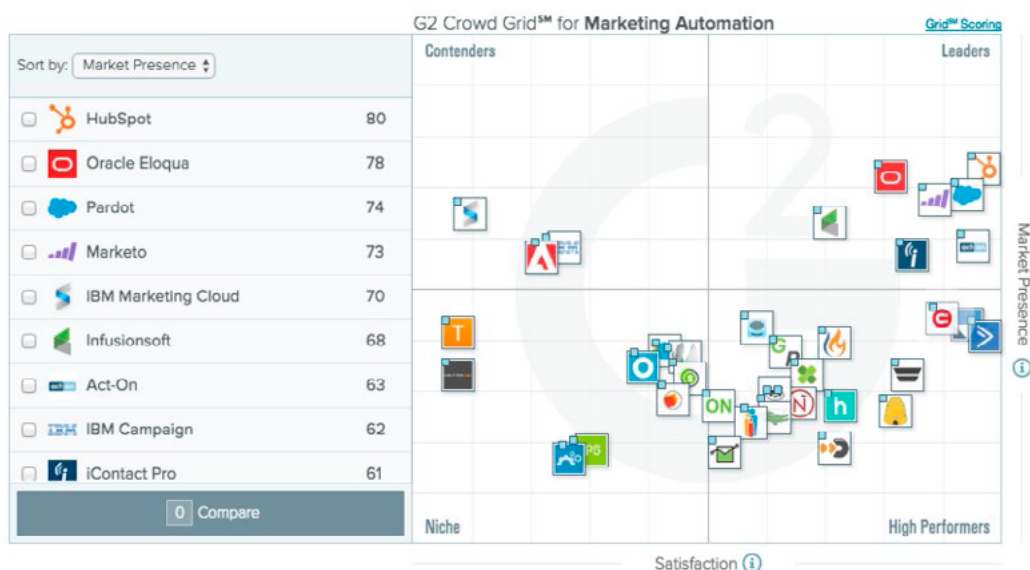 G2 Crowd Grid℠ for Marketing Automation
Grid℠ Scoring
Sort by: Market Presence
HubSpot 80
Oracle Eloqua 78
Pardot 74
Marketo 73
IBM Marketing Cloud 70
Infusionsoft 68
Act-On 63
IBM IBM Campaign 62
iContact Pro 61
0 Compare
Contenders
Leaders
Niche
High Performers
T
G
ON
h
Satisfaction
Market Presence